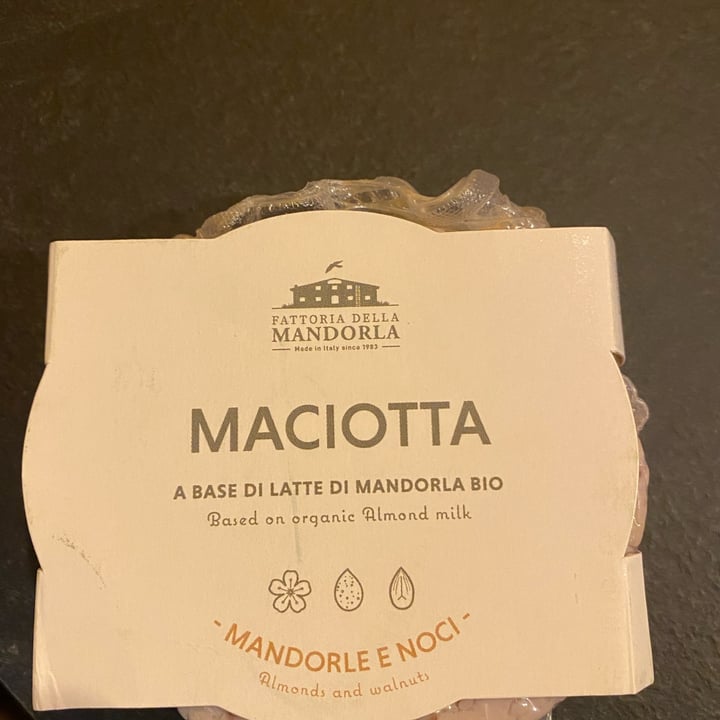 FATTORIA DELLA
MANDORLA
Made in Italy since 1983
MACIOTTA
A BASE DI LATTE DI MANDORLA BIO
Based on organic Almond milk
- MANDORLE E NOCI -
Almonds and walnuts